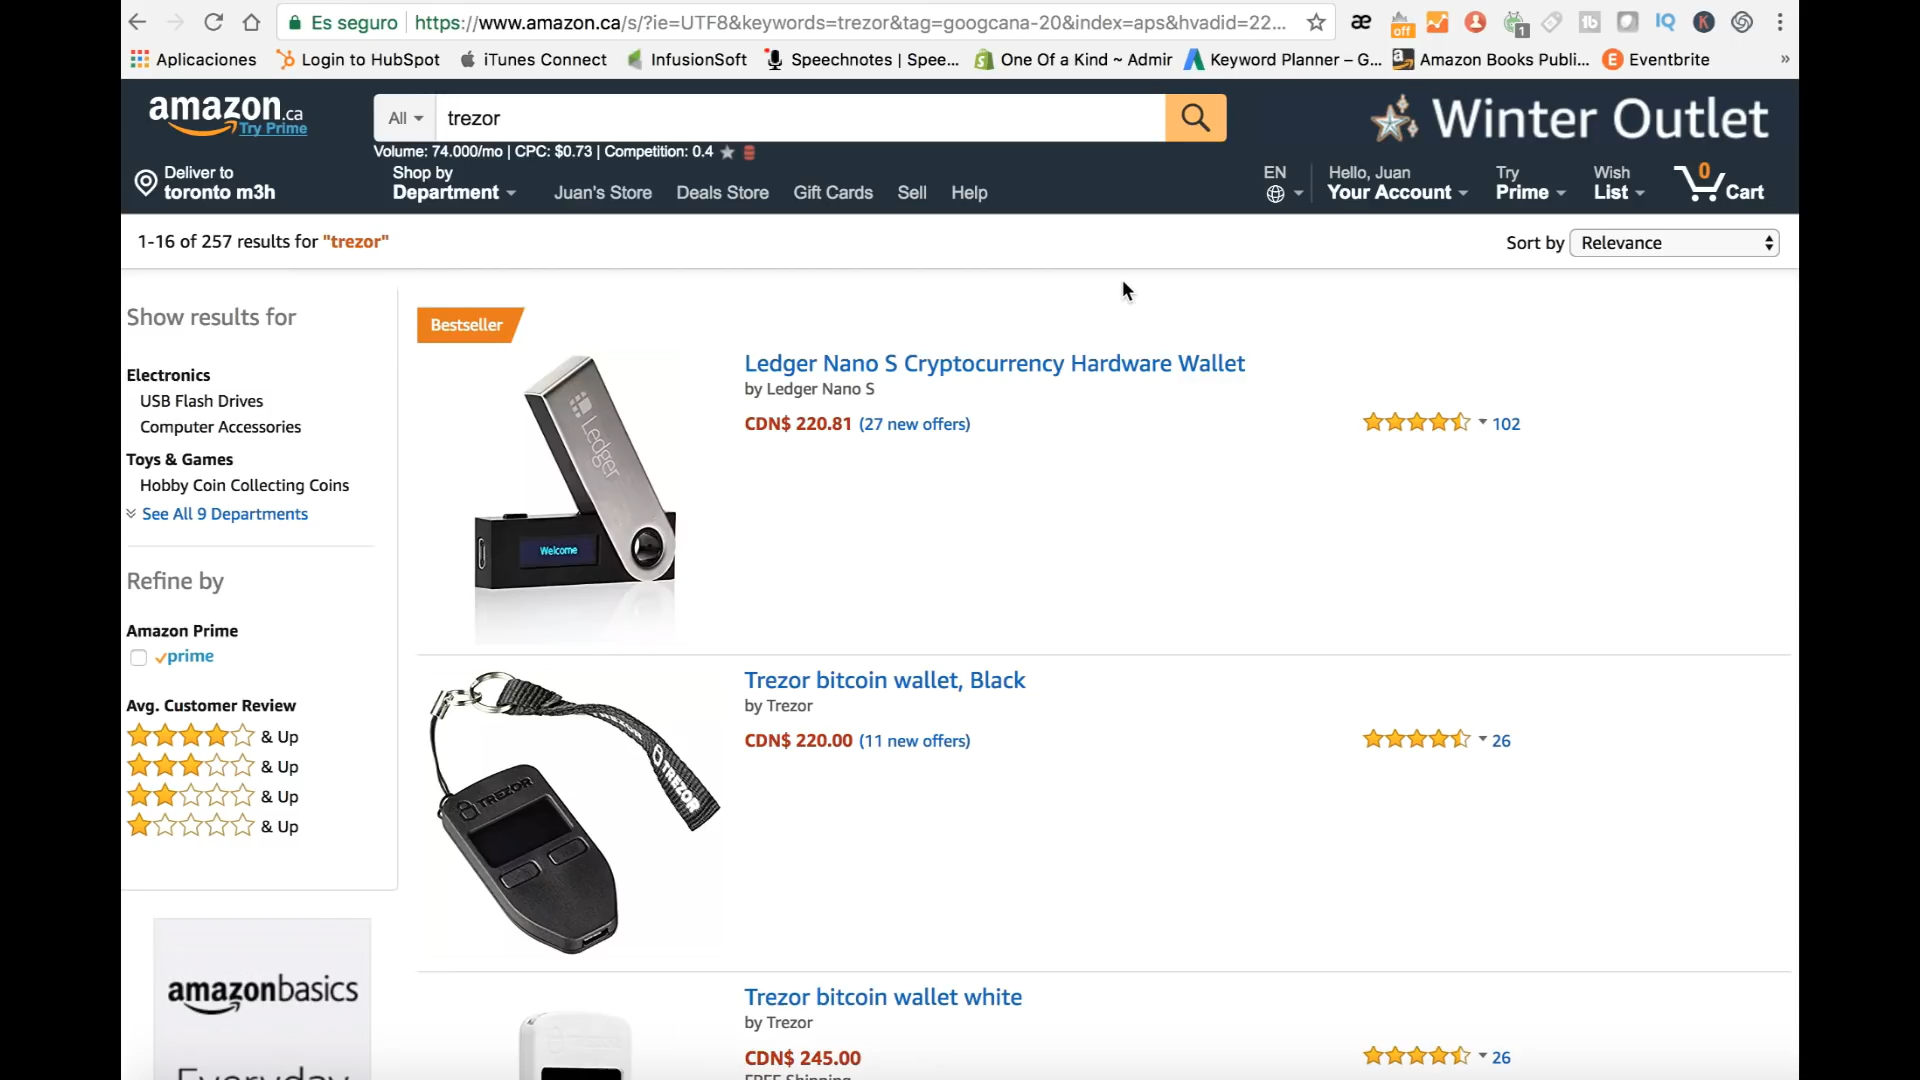 Es seguro https://www.amazon.ca/s/?ie=UTF8&keywords=trezor&tag=googcana-20&index=aps&hvadid=22...
off
1
IQ
K
Aplicaciones Login to HubSpot iTunes Connect InfusionSoft Speechnotes | Spee... One Of a Kind ~ Admir Keyword Planner – G... Amazon Books Publi... Eventbrite »
amazon.ca
Try Prime
All trezor
Winter Outlet
Volume: 74.000/mo | CPC: $0.73 | Competition: 0.4
Deliver to
toronto m3h
Shop by
Department
Juan's Store Deals Store Gift Cards Sell Help
EN
Hello, Juan
Your Account
Try
Prime
Wish
List
0
Cart
1-16 of 257 results for "trezor"
Sort by Relevance
Show results for
Electronics
USB Flash Drives
Computer Accessories
Toys & Games
Hobby Coin Collecting Coins
See All 9 Departments
Refine by
Amazon Prime
prime
Avg. Customer Review
& Up
& Up
& Up
& Up
amazonbasics
Everyday
Bestseller
Ledger
Welcome
Ledger Nano S Cryptocurrency Hardware Wallet
by Ledger Nano S
CDN$ 220.81 (27 new offers)
102
TREZOR
TREZOR
Trezor bitcoin wallet, Black
by Trezor
CDN$ 220.00 (11 new offers)
26
Trezor bitcoin wallet white
by Trezor
CDN$ 245.00
FREE Shipping
26